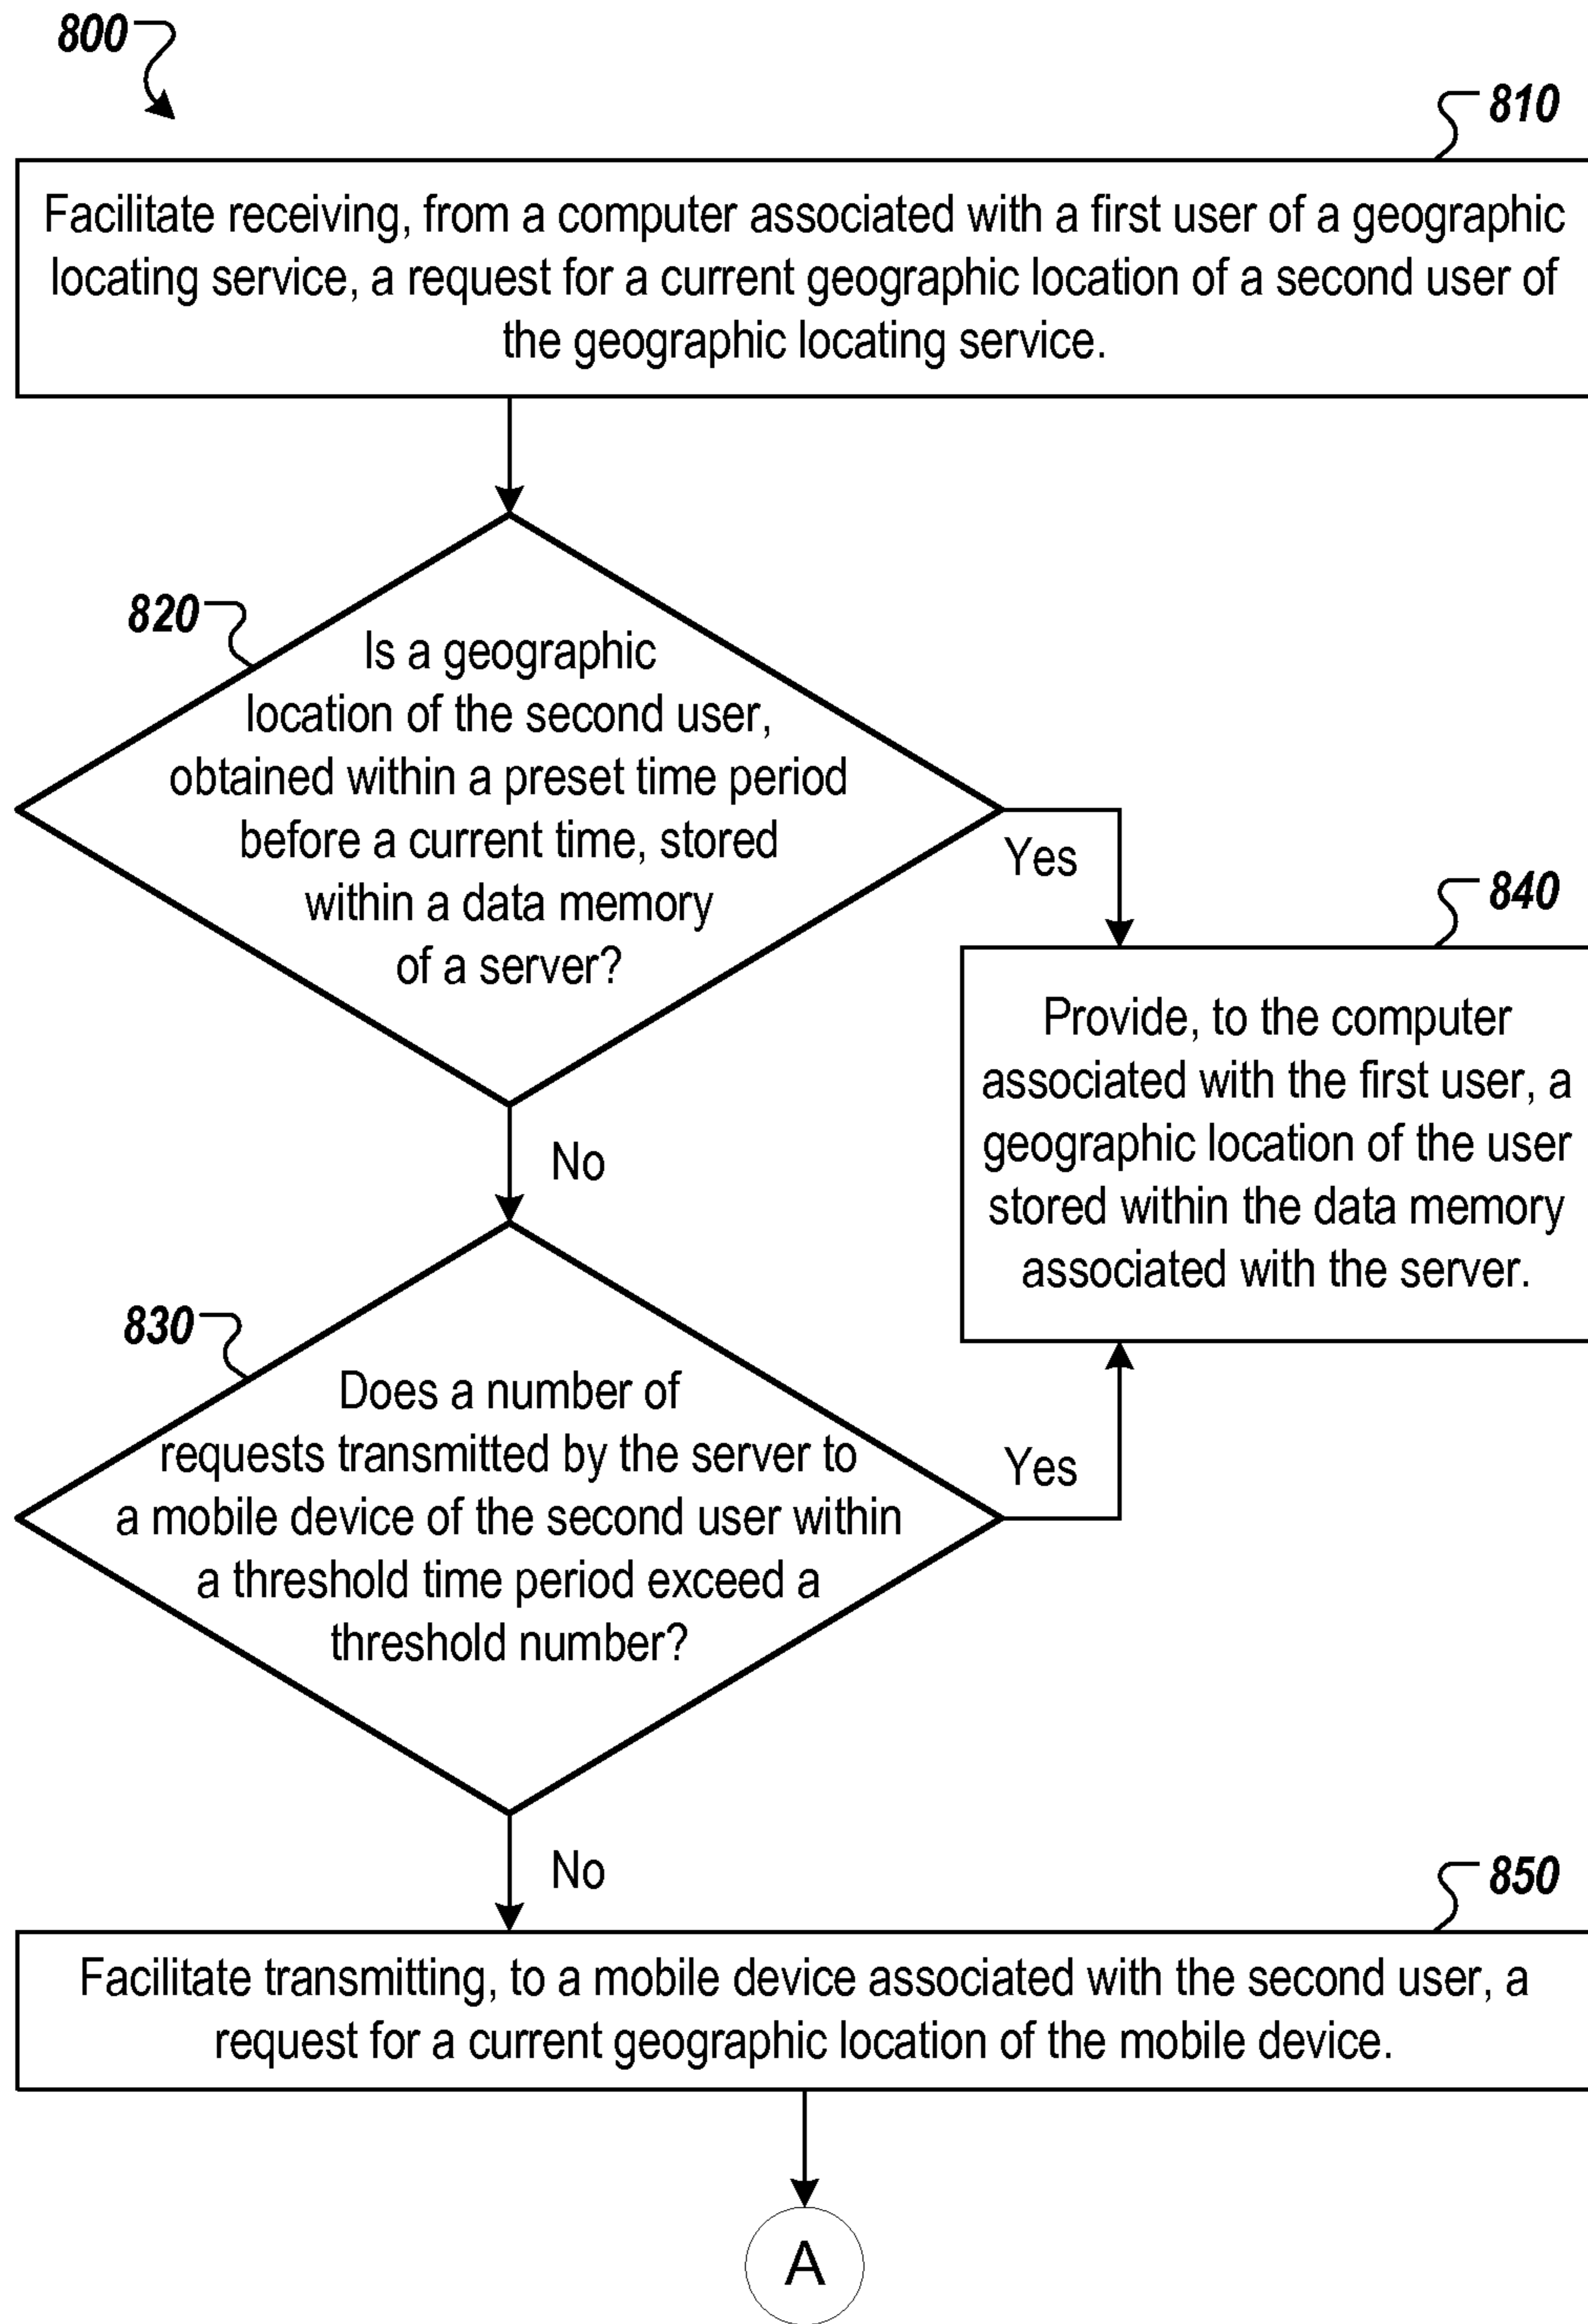 800
810
Facilitate receiving, from a computer associated with a first user of a geographic
locating service, a request for a current geographic location of a second user of
the geographic locating service.
820
Is a geographic
location of the second user,
obtained within a preset time period
before a current time, stored
within a data memory
of a server?
Yes
840
Provide, to the computer
associated with the first user, a
geographic location of the user
stored within the data memory
associated with the server.
No
830
Does a number of
requests transmitted by the server to
a mobile device of the second user within
a threshold time period exceed a
threshold number?
Yes
No
850
Facilitate transmitting, to a mobile device associated with the second user, a
request for a current geographic location of the mobile device.
A